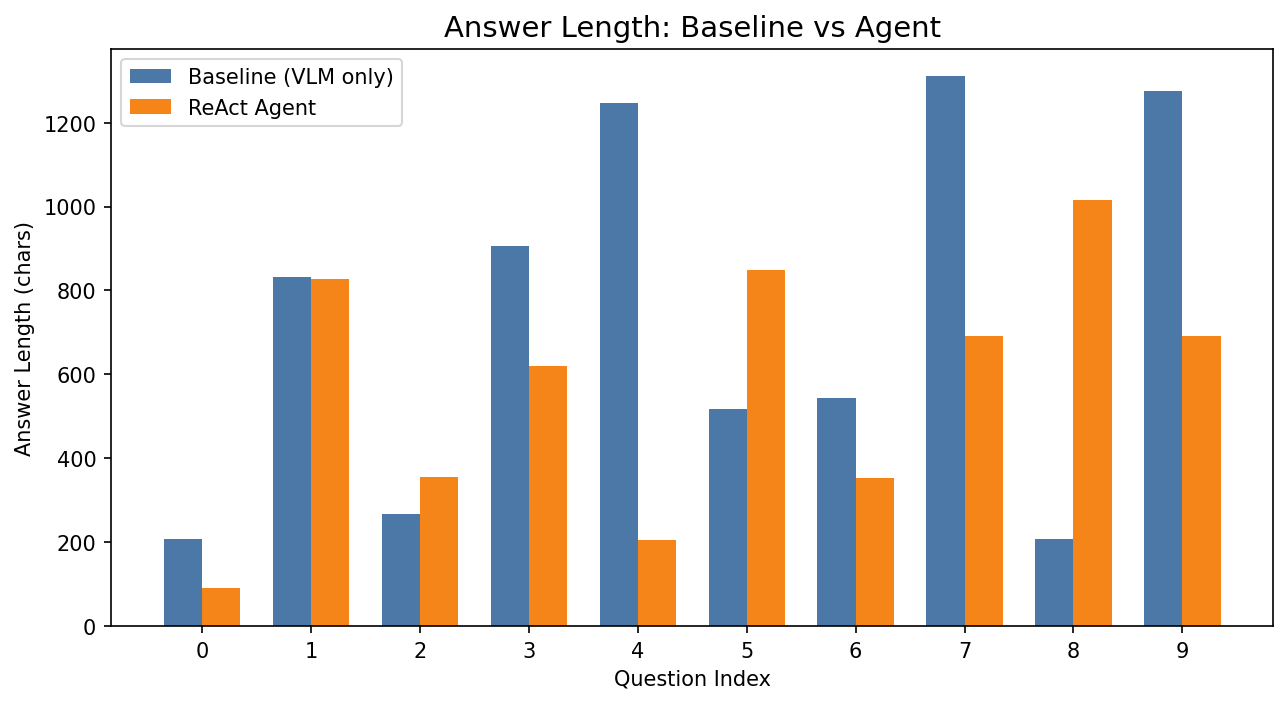 Answer Length: Baseline vs Agent
Baseline (VLM only)
ReAct Agent
Answer Length (chars)
1200
1000
800
600
400
200
0
0 1 2 3 4 5 6 7 8 9
Question Index